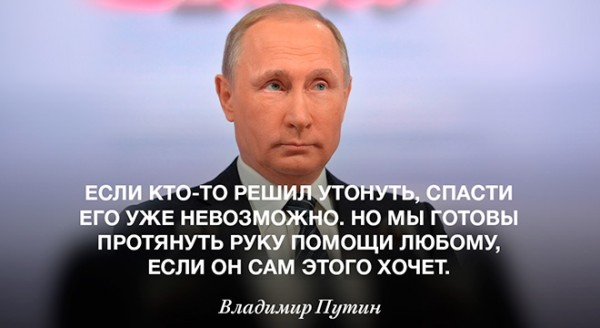 ЕСЛИ КТО-ТО РЕШИЛ УТОНУТЬ, СПАСТИ
ЕГО УЖЕ НЕВОЗМОЖНО. НО МЫ ГОТОВЫ
ПРОТЯНУТЬ РУКУ ПОМОЩИ ЛЮБОМУ,
ЕСЛИ ОН САМ ЭТОГО ХОЧЕТ.
Владимир Путин